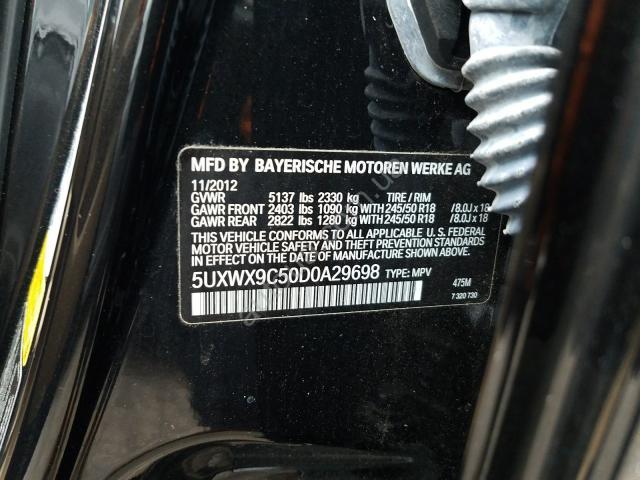 MFD BY BAYERISCHE MOTOREN WERKE AG
11/2012
GVWR 5137 lbs 2330 kg TIRE / RIM
GAWR FRONT 2403 lbs 1090 kg WITH 245/50 R18 /8.0J x 18
GAWR REAR 2822 lbs 1280 kg WITH 245/50 R18 /8.0J x 18
THIS VEHICLE CONFORMS TO ALL APPLICABLE U. S. FEDERAL
MOTOR VEHICLE SAFETY AND THEFT PREVENTION STANDARDS
IN EFFECT ON THE DATE OF MANUFACTURE SHOWN ABOVE.
5UXWX9C50D0A29698 TYPE: MPV 475M
7 320 730